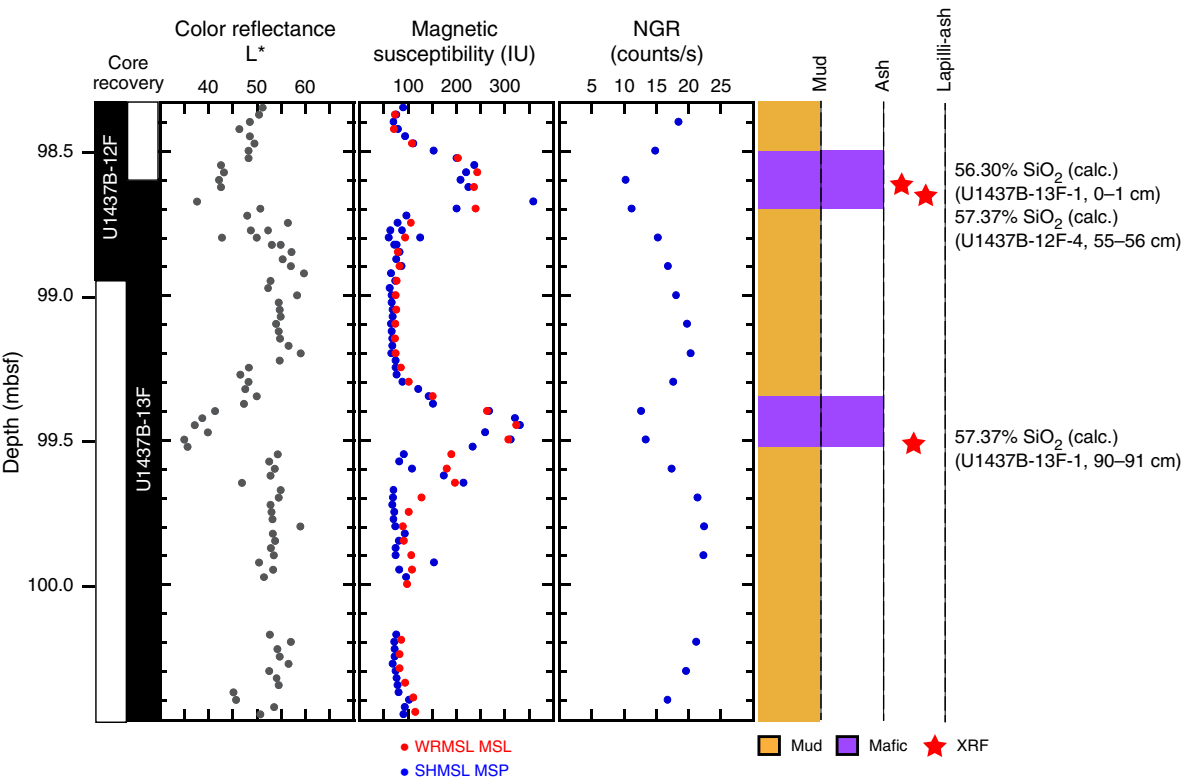 Core
recovery
Color reflectance
L*
Magnetic
susceptibility (IU)
NGR
(counts/s)
Mud
Ash
Lapilli-ash
40 50 60
100 200 300
5 10 15 20 25
Depth (mbsf)
98.5
99.0
99.5
100.0
U1437B-12F
U1437B-13F
56.30% SiO2 (calc.)
(U1437B-13F-1, 0–1 cm)
57.37% SiO2 (calc.)
(U1437B-12F-4, 55–56 cm)
57.37% SiO2 (calc.)
(U1437B-13F-1, 90–91 cm)
WRMSL MSL
SHMSL MSP
Mud Mafic XRF